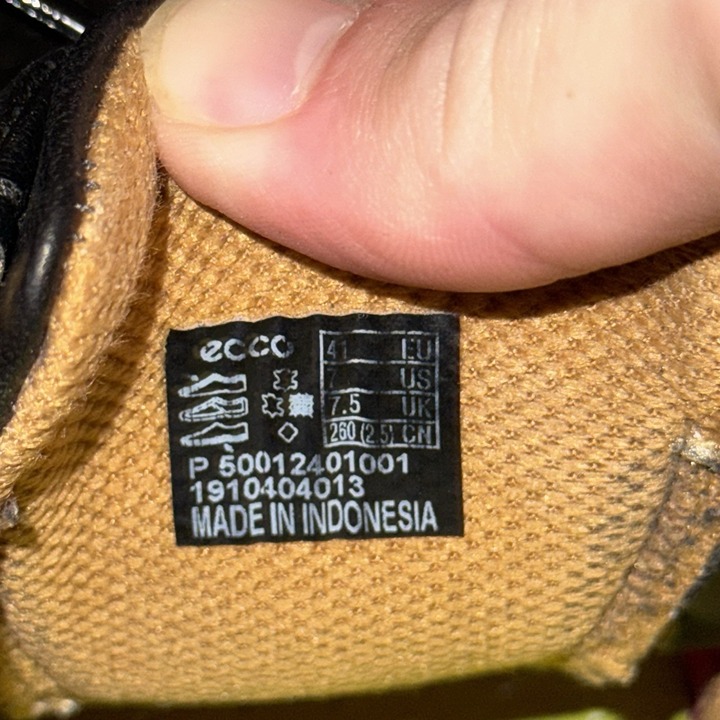 ecco
41 EU
7 US
7.5 UK
260 (2.5) CN
P 50012401001
1910404013
MADE IN INDONESIA